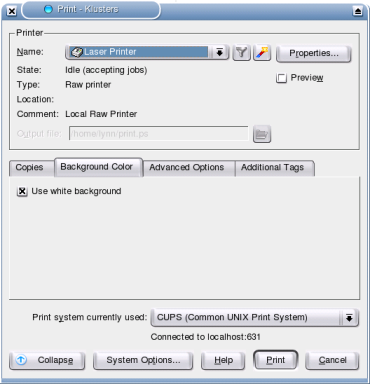 Print - Klusters
Printer
Name: Laser Printer Properties...
State: Idle (accepting jobs) Preview
Type: Raw printer
Location:
Comment: Local Raw Printer
Output file: /home/lynn/print.ps
Copies Background Color Advanced Options Additional Tags
Use white background
Print system currently used: CUPS (Common UNIX Print System)
Connected to localhost:631
Collapse System Options... Help Print Cancel